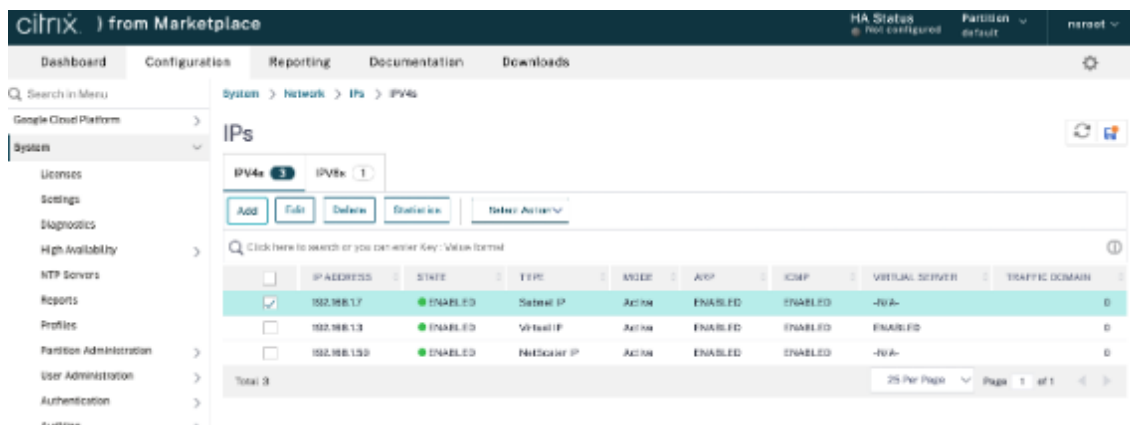 citrix. ) from Marketplace
HA Status
Not configured
Partition
default
nsroot
Dashboard Configuration Reporting Documentation Downloads
Search in Menu
System > Network > IPs > IPV4s
Google Cloud Platform
IPs
System
Licenses
IPV4s 3 IPV6s 1
Settings
Add Edit Delete Statistics Select Action
Diagnostics
High Availability
Click here to search or you can enter Key : Value format
NTP Servers
IP ADDRESS STATE TYPE MODE ARP ICMP VIRTUAL SERVER TRAFFIC DOMAIN
Reports
192.168.1.7 ENABLED Subnet IP Active ENABLED ENABLED -N/A- 0
Profiles
192.168.1.3 ENABLED Virtual IP Active ENABLED ENABLED ENABLED 0
Partition Administration
ENABLED NetScaler IP Active ENABLED ENABLED -N/A- 0
User Administration
Total 3 25 Per Page Page 1 of 1
Authentication
Auditing